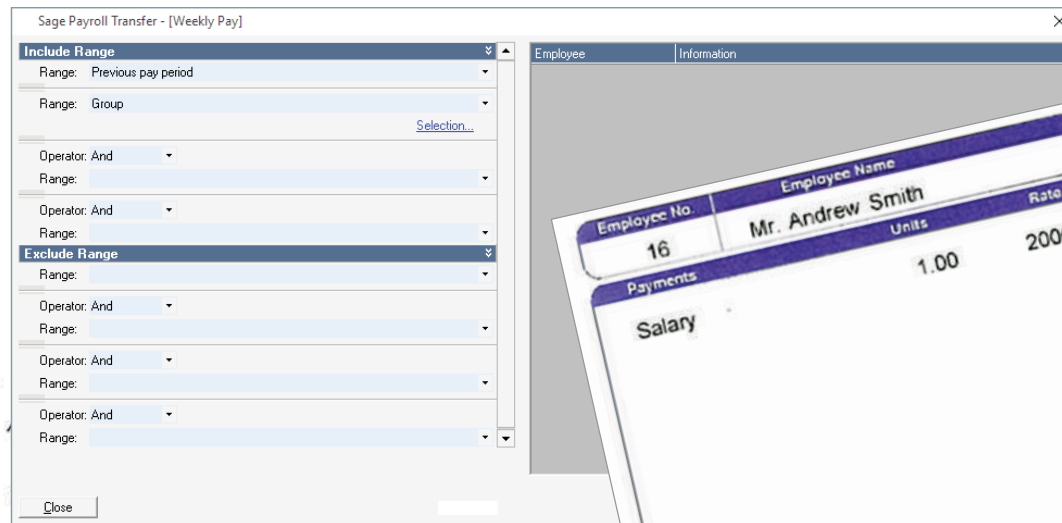 Sage Payroll Transfer - [Weekly Pay]
Include Range
Range: Previous pay period
Range: Group
Selection...
Operator: And
Range:
Operator: And
Range:
Exclude Range
Range:
Operator: And
Range:
Operator: And
Range:
Operator: And
Range:
Close
Employee Information
Employee No. Employee Name
16 Mr. Andrew Smith
Payments Units Rate
Salary 1.00 200